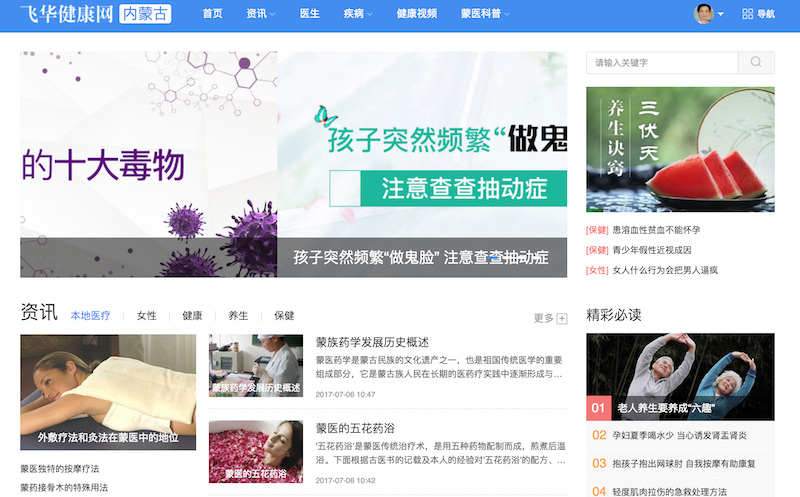 飞华健康网 内蒙古 首页 资讯 医生 疾病 健康视频 蒙医科普 导航
请输入关键字
的十大毒物
孩子突然频繁“做鬼
注意查查抽动症
孩子突然频繁“做鬼脸” 注意查查抽动症
三伏天
养生诀窍
[保健] 患溶血性贫血不能怀孕
[保健] 青少年假性近视成因
[女性] 女人什么行为会把男人逼疯
资讯 本地医疗 女性 健康 养生 保健 更多
外敷疗法和灸法在蒙医中的地位
蒙医独特的按摩疗法
蒙药接骨木的特殊用法
蒙族药学发展历史概述
蒙族药学发展历史概述
蒙医药学是蒙古民族的文化遗产之一，也是祖国传统医学的重要
组成部分，它是蒙古族人民在长期的医药疗实践中逐渐形成与...
2017-07-06 10:47
蒙医的五花药浴
蒙医的五花药浴
'五花药浴'是蒙医传统治疗术，是用五种药物配制而成，煎煮后温
浴。下面根据古医书的记载及本人的经验对'五花药浴'的配方、...
2017-07-06 10:42
精彩必读
01 老人养生要养成“六趣”
02 孕妇夏季喝水少 当心诱发肾盂肾炎
03 抱孩子抱出网球肘 自我按摩有助康复
04 轻度肌肉拉伤的急救处理方法